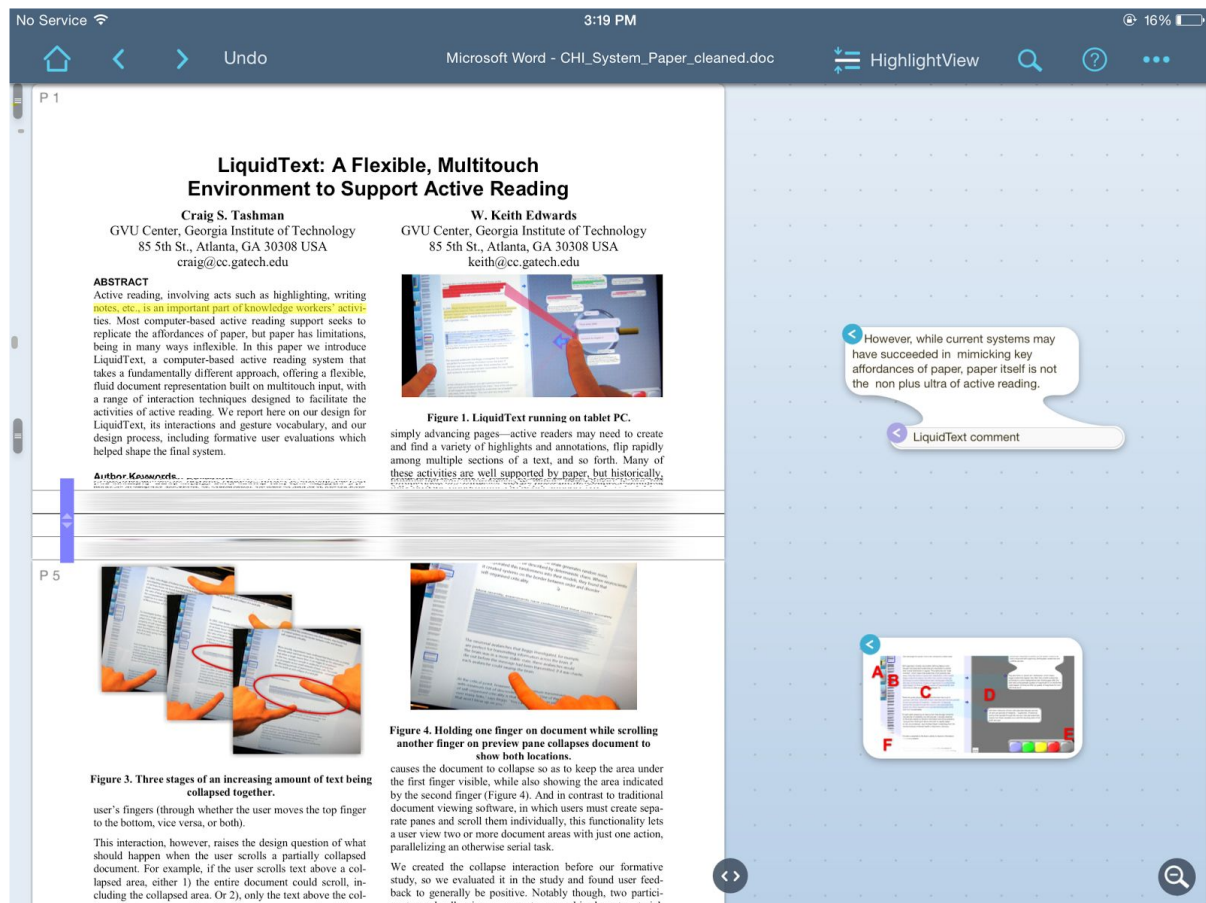 No Service
3:19 PM
16%
Undo
Microsoft Word - CHI_System_Paper_cleaned.doc
HighlightView
P 1
LiquidText: A Flexible, Multitouch
Environment to Support Active Reading
Craig S. Tashman
GVU Center, Georgia Institute of Technology
85 5th St., Atlanta, GA 30308 USA
craig@cc.gatech.edu
W. Keith Edwards
GVU Center, Georgia Institute of Technology
85 5th St., Atlanta, GA 30308 USA
keith@cc.gatech.edu
ABSTRACT
Active reading, involving acts such as highlighting, writing
notes, etc., is an important part of knowledge workers' activi-
ties. Most computer-based active reading support seeks to
replicate the affordances of paper, but paper has limitations,
being in many ways inflexible. In this paper we introduce
LiquidText, a computer-based active reading system that
takes a fundamentally different approach, offering a flexible,
fluid document representation built on multitouch input, with
a range of interaction techniques designed to facilitate the
activities of active reading. We report here on our design for
LiquidText, its interactions and gesture vocabulary, and our
design process, including formative user evaluations which
helped shape the final system.
Author Keywords
Figure 1. LiquidText running on tablet PC.
simply advancing pages—active readers may need to create
and find a variety of highlights and annotations, flip rapidly
among multiple sections of a text, and so forth. Many of
these activities are well supported by paper, but historically,
P 5
Figure 3. Three stages of an increasing amount of text being
collapsed together.
user's fingers (through whether the user moves the top finger
to the bottom, vice versa, or both).
This interaction, however, raises the design question of what
should happen when the user scrolls a partially collapsed
document. For example, if the user scrolls text above a col-
lapsed area, either 1) the entire document could scroll, in-
cluding the collapsed area. Or 2), only the text above the col-
Figure 4. Holding one finger on document while scrolling
another finger on preview pane collapses document to
show both locations.
causes the document to collapse so as to keep the area under
the first finger visible, while also showing the area indicated
by the second finger (Figure 4). And in contrast to traditional
document viewing software, in which users must create sepa-
rate panes and scroll them individually, this functionality lets
a user view two or more document areas with just one action,
parallelizing an otherwise serial task.
We created the collapse interaction before our formative
study, so we evaluated it in the study and found user feed-
back to generally be positive. Notably though, two partici-
However, while current systems may
have succeeded in mimicking key
affordances of paper, paper itself is not
the non plus ultra of active reading.
LiquidText comment
A
B
C
D
E
F